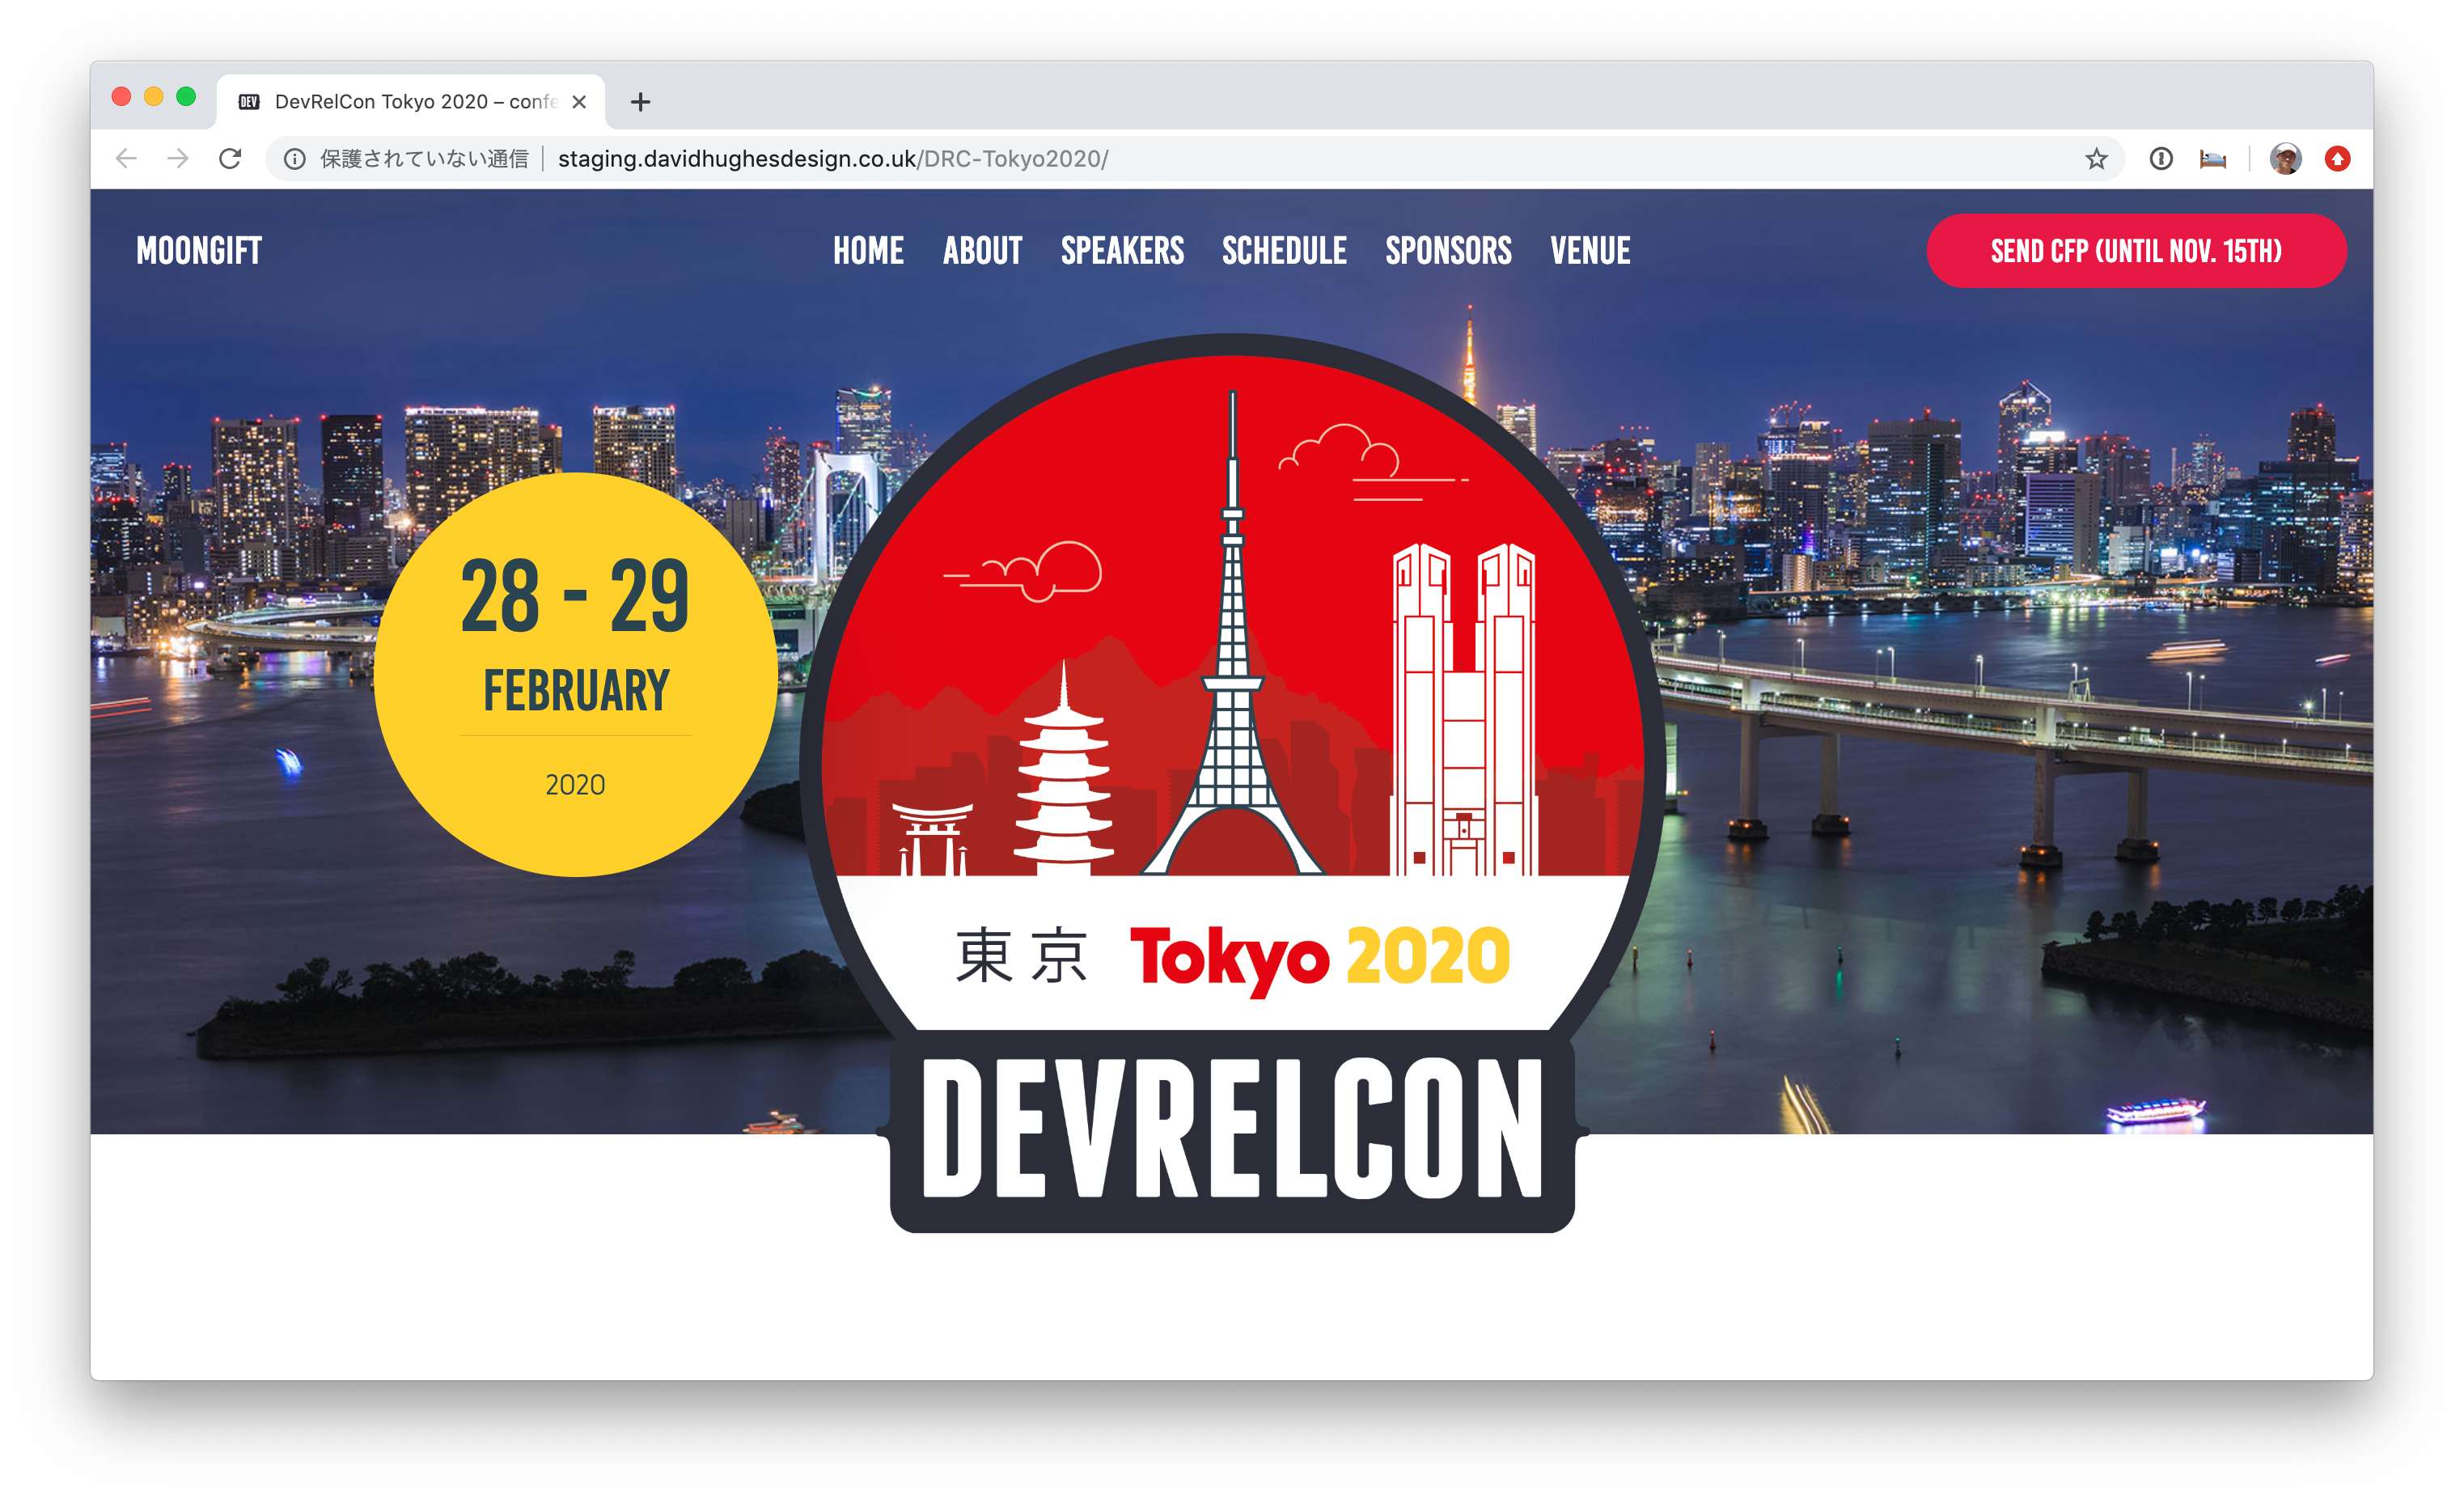 DEV DevRelCon Tokyo 2020 – conf
保護されていない通信 staging.davidhughesdesign.co.uk/DRC-Tokyo2020/
MOONGIFT HOME ABOUT SPEAKERS SCHEDULE SPONSORS VENUE SEND CFP (UNTIL NOV. 15TH)
28 - 29
FEBRUARY
2020
東京 Tokyo 2020
DEVRELCON